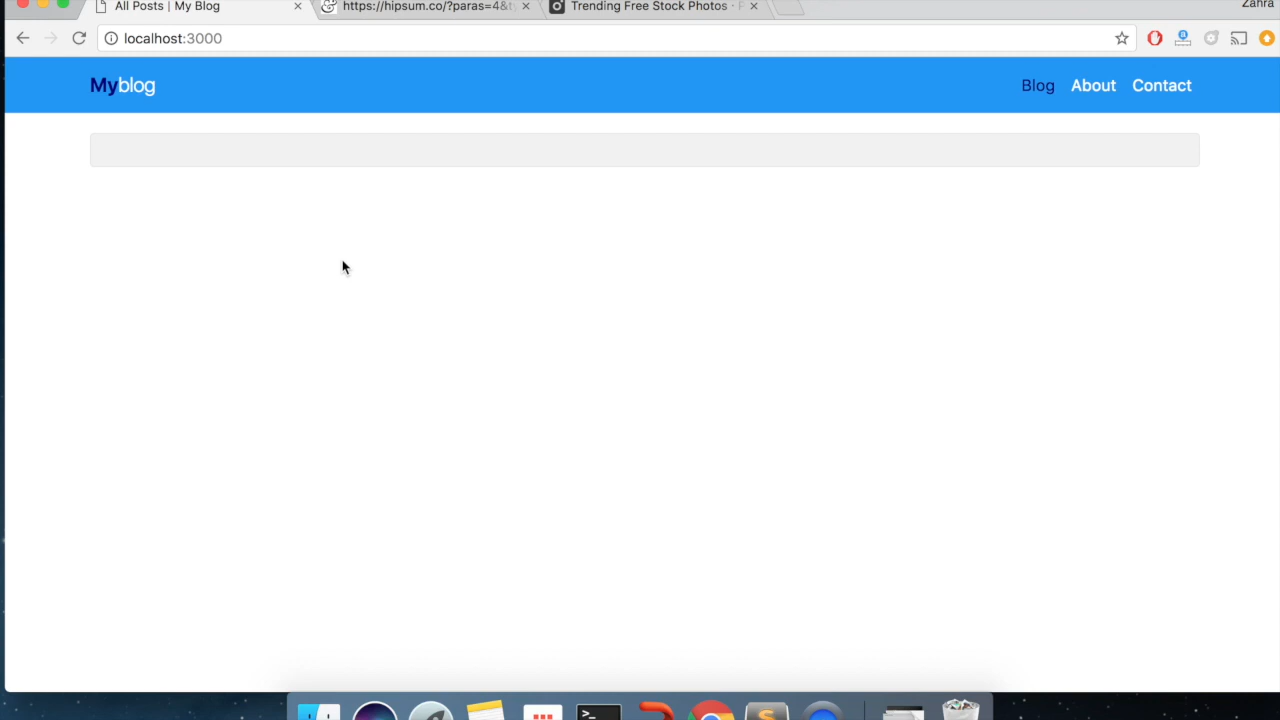 All Posts | My Blog
https://hipsum.co/?paras=4&
Trending Free Stock Photos ·
Zahra
localhost:3000
Myblog
Blog About Contact